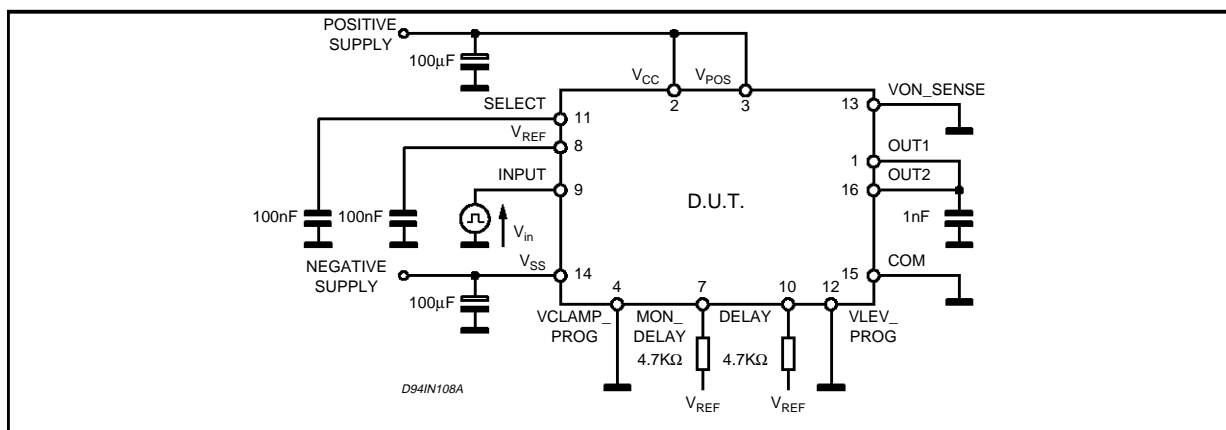 POSITIVE
SUPPLY
100μF
VCC
VPOS
2
3
SELECT
11
VREF
8
INPUT
9
100nF
100nF
Vin
NEGATIVE
SUPPLY
VSS
14
100μF
D.U.T.
13
VON_SENSE
OUT1
1
OUT2
16
1nF
COM
15
4
7
10
12
VCLAMP_
PROG
MON_
DELAY
DELAY
VLEV_
PROG
4.7KΩ
4.7KΩ
VREF
VREF
D94IN108A